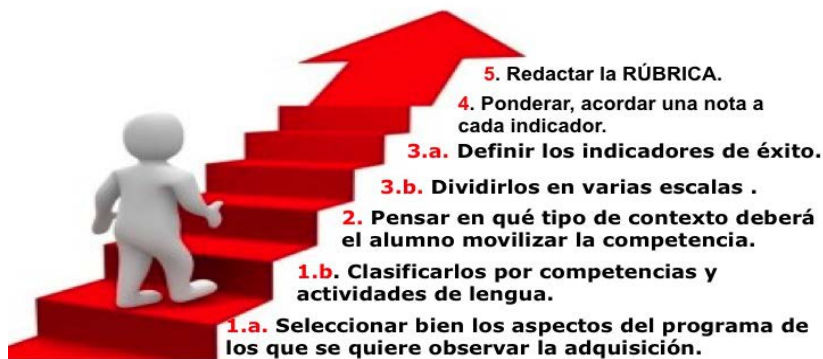 5. Redactar la RÚBRICA.
4. Ponderar, acordar una nota a
cada indicador.
3.a. Definir los indicadores de éxito.
3.b. Dividirlos en varias escalas .
2. Pensar en qué tipo de contexto deberá
el alumno movilizar la competencia.
1.b. Clasificarlos por competencias y
actividades de lengua.
1.a. Seleccionar bien los aspectos del programa de
los que se quiere observar la adquisición.